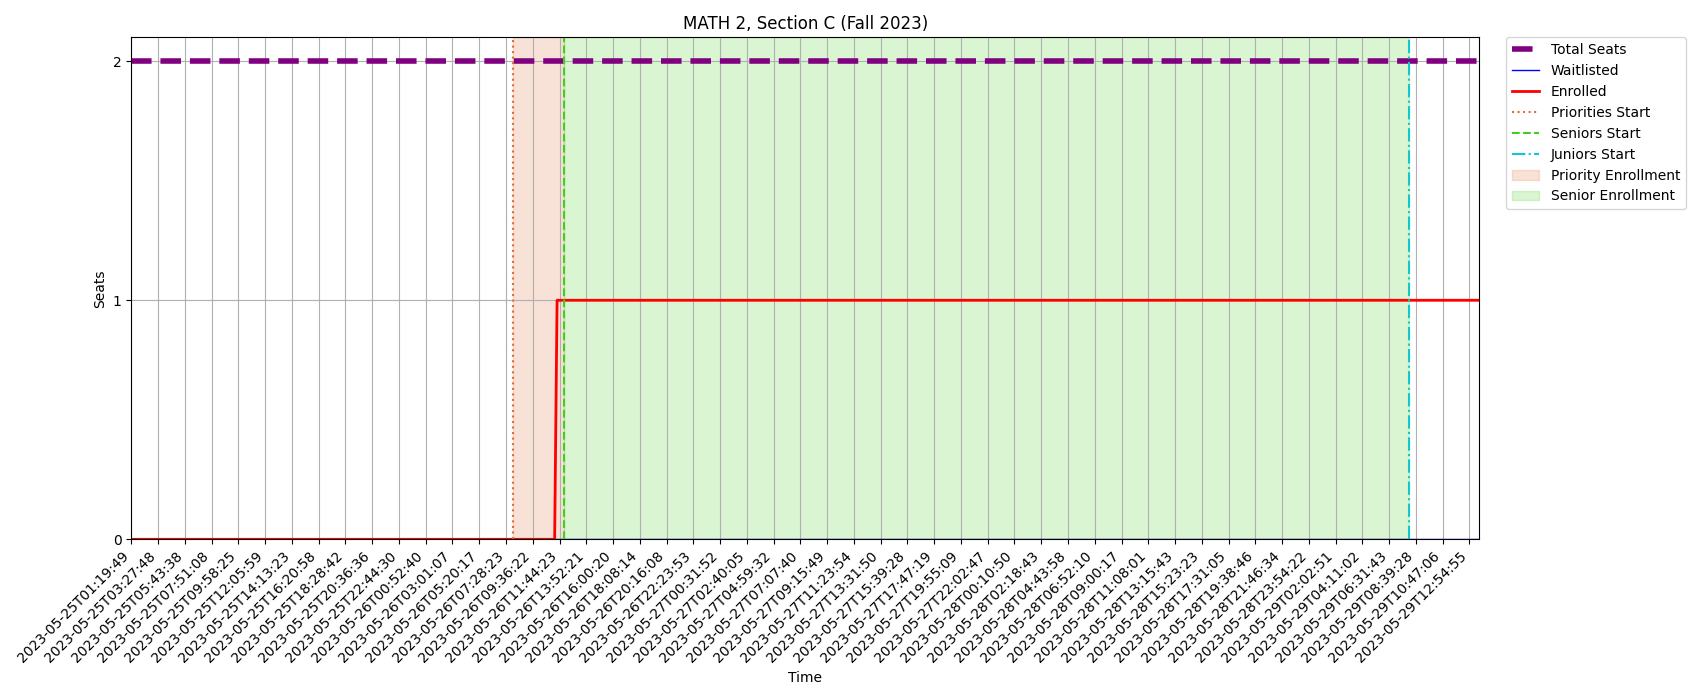 MATH 2, Section C (Fall 2023)
Total Seats
Waitlisted
Enrolled
Priorities Start
Seniors Start
Juniors Start
Priority Enrollment
Senior Enrollment
Seats
2
1
0
2023-05-25T01:19:49
2023-05-25T03:27:48
2023-05-25T05:43:38
2023-05-25T07:51:08
2023-05-25T09:58:25
2023-05-25T12:05:59
2023-05-25T14:13:23
2023-05-25T16:20:58
2023-05-25T18:28:42
2023-05-25T20:36:36
2023-05-25T22:44:30
2023-05-26T00:52:40
2023-05-26T03:01:07
2023-05-26T05:20:17
2023-05-26T07:28:23
2023-05-26T09:36:22
2023-05-26T11:44:23
2023-05-26T13:52:21
2023-05-26T16:00:20
2023-05-26T18:08:14
2023-05-26T20:16:08
2023-05-26T22:23:53
2023-05-27T00:31:52
2023-05-27T02:40:05
2023-05-27T04:59:32
2023-05-27T07:07:40
2023-05-27T09:15:49
2023-05-27T11:23:54
2023-05-27T13:31:50
2023-05-27T15:39:28
2023-05-27T17:47:19
2023-05-27T19:55:09
2023-05-27T22:02:47
2023-05-28T00:10:50
2023-05-28T02:18:43
2023-05-28T04:43:58
2023-05-28T06:52:10
2023-05-28T09:00:17
2023-05-28T11:08:01
2023-05-28T13:15:43
2023-05-28T15:23:23
2023-05-28T17:31:05
2023-05-28T19:38:46
2023-05-28T21:46:34
2023-05-28T23:54:22
2023-05-29T02:02:51
2023-05-29T04:11:02
2023-05-29T06:31:43
2023-05-29T08:39:28
2023-05-29T10:47:06
2023-05-29T12:54:55
Time